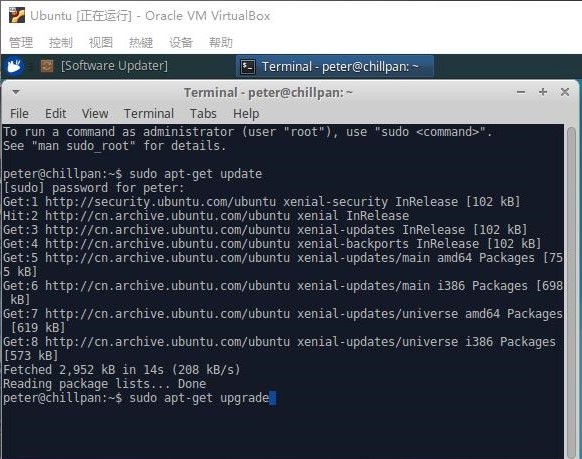 Ubuntu [正在运行] - Oracle VM VirtualBox
管理 控制 视图 热键 设备 帮助
[Software Updater] Terminal - peter@chillpan: ~
Terminal - peter@chillpan: ~
File Edit View Terminal Tabs Help
To run a command as administrator (user "root"), use "sudo <command>".
See "man sudo_root" for details.
peter@chillpan:~$ sudo apt-get update
[sudo] password for peter:
Get:1 http://security.ubuntu.com/ubuntu xenial-security InRelease [102 kB]
Hit:2 http://cn.archive.ubuntu.com/ubuntu xenial InRelease
Get:3 http://cn.archive.ubuntu.com/ubuntu xenial-updates InRelease [102 kB]
Get:4 http://cn.archive.ubuntu.com/ubuntu xenial-backports InRelease [102 kB]
Get:5 http://cn.archive.ubuntu.com/ubuntu xenial-updates/main amd64 Packages [75
5 kB]
Get:6 http://cn.archive.ubuntu.com/ubuntu xenial-updates/main i386 Packages [698
 kB]
Get:7 http://cn.archive.ubuntu.com/ubuntu xenial-updates/universe amd64 Packages
 [619 kB]
Get:8 http://cn.archive.ubuntu.com/ubuntu xenial-updates/universe i386 Packages
[573 kB]
Fetched 2,952 kB in 14s (208 kB/s)
Reading package lists... Done
peter@chillpan:~$ sudo apt-get upgrade